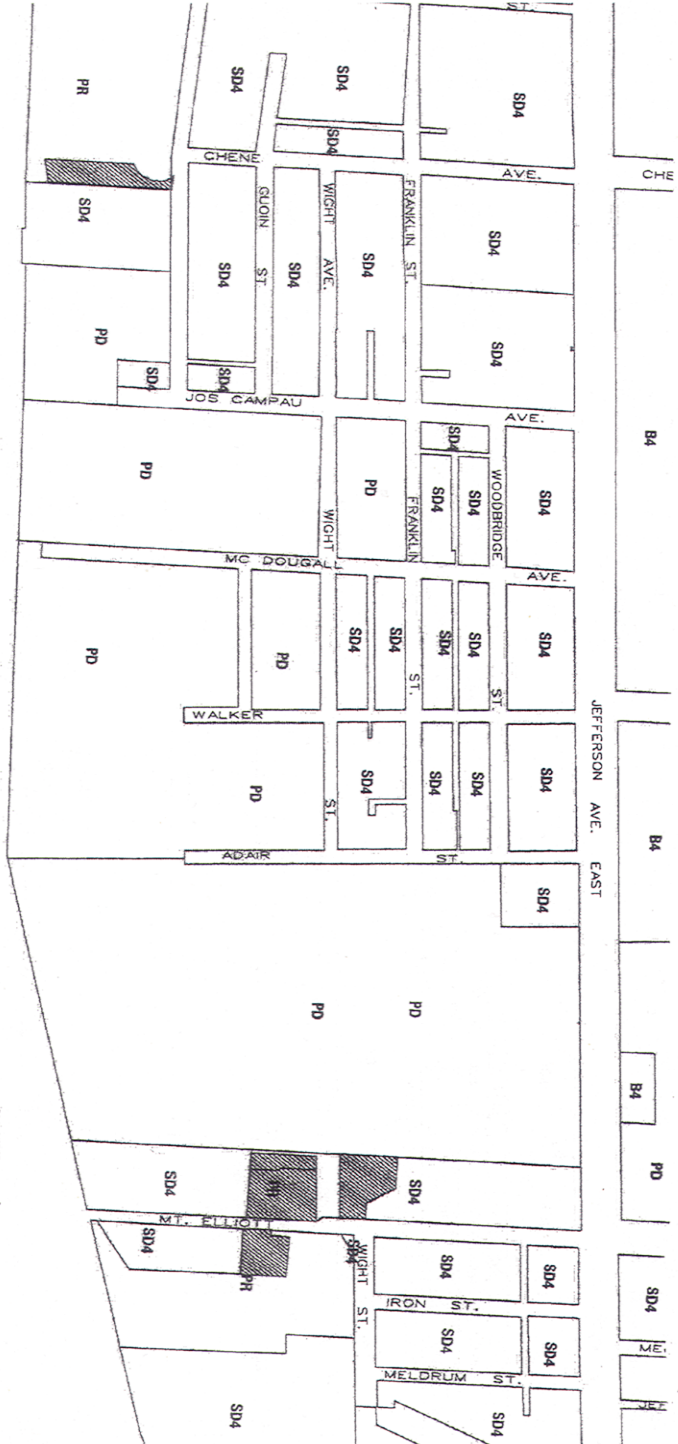 ST.
PR
SD4
SD4
SD4
SD4
CHENE
AVE.
CHE
SD4
GUOIN ST.
WIGHT AVE.
FRANKLIN ST.
SD4
SD4
SD4
SD4
SD4
PD
SD4
SD4
JOS CAMPAU
AVE.
B4
SD4
PD
PD
SD4
SD4
WOODBRIDGE
SD4
WIGHT
FRANKLIN
MC DOUGALL
AVE.
PD
PD
SD4
SD4
SD4
SD4
SD4
ST.
ST.
WALKER
JEFFERSON AVE. EAST
PD
SD4
SD4
SD4
SD4
B4
ST.
ADAIR
ST.
SD4
PD
PD
B4
PD
SD4
SD4
MT. ELLIOTT
SD4
SD4
PR
WIGHT ST.
SD4
SD4
SD4
IRON ST.
SD4
SD4
ME
MELDRUM ST.
SD4
SD4
JEF